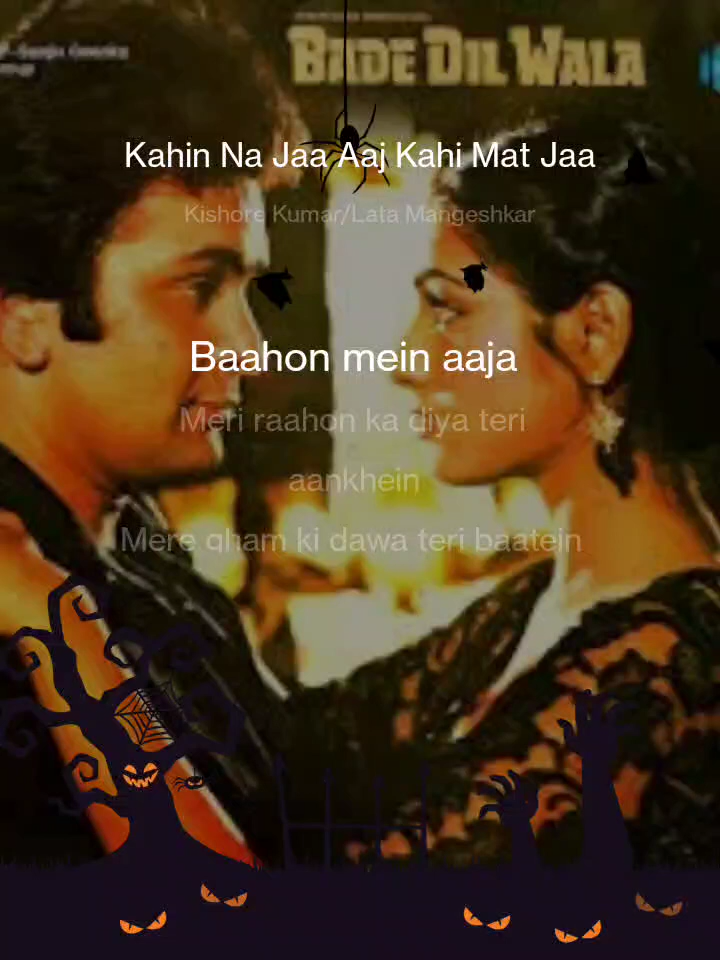 BADE DIL WALA
Kahin Na Jaa Aaj Kahi Mat Jaa
Kishore Kumar/Lata Mangeshkar
Baahon mein aaja
Meri raahon ka diya teri
aankhein
Mere gham ki dawa teri baatein